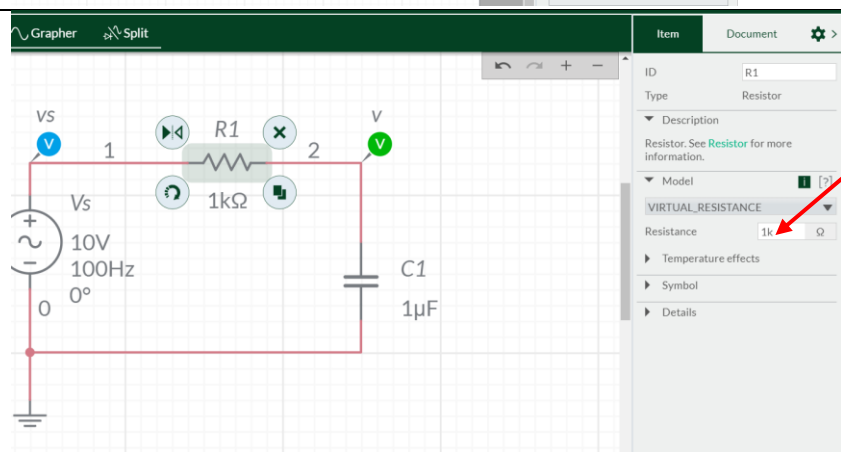 Grapher
Split
Item
Document
ID
R1
Type
Resistor
Description
Resistor. See Resistor for more
information.
Model
i
[?]
VIRTUAL_RESISTANCE
Resistance
1k
Ω
Temperature effects
Symbol
Details
vs
V
1
R1
2
v
V
1kΩ
Vs
10V
100Hz
0°
0
C1
1µF